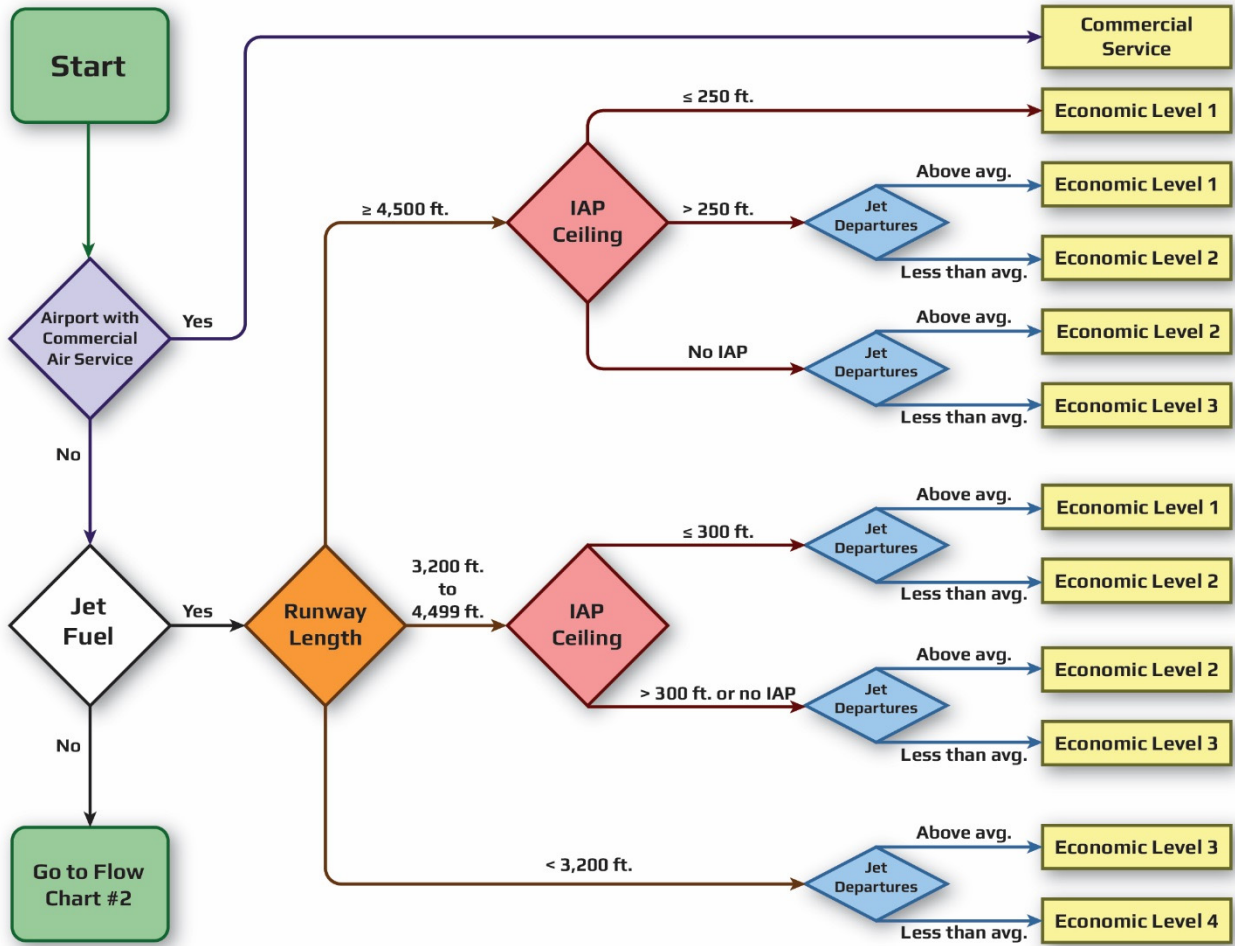 Start
Commercial
Service
≤ 250 ft.
Economic Level 1
Above avg.
Economic Level 1
≥ 4,500 ft.
IAP
Ceiling
> 250 ft.
Jet
Departures
Less than avg.
Economic Level 2
Airport with
Commercial
Air Service
Yes
No IAP
Jet
Departures
Above avg.
Economic Level 2
Less than avg.
Economic Level 3
No
Jet
Fuel
Yes
Runway
Length
3,200 ft.
to
4,499 ft.
IAP
Ceiling
≤ 300 ft.
Jet
Departures
Above avg.
Economic Level 1
Less than avg.
Economic Level 2
> 300 ft. or no IAP
Jet
Departures
Above avg.
Economic Level 2
Less than avg.
Economic Level 3
No
Go to Flow
Chart #2
< 3,200 ft.
Jet
Departures
Above avg.
Economic Level 3
Less than avg.
Economic Level 4